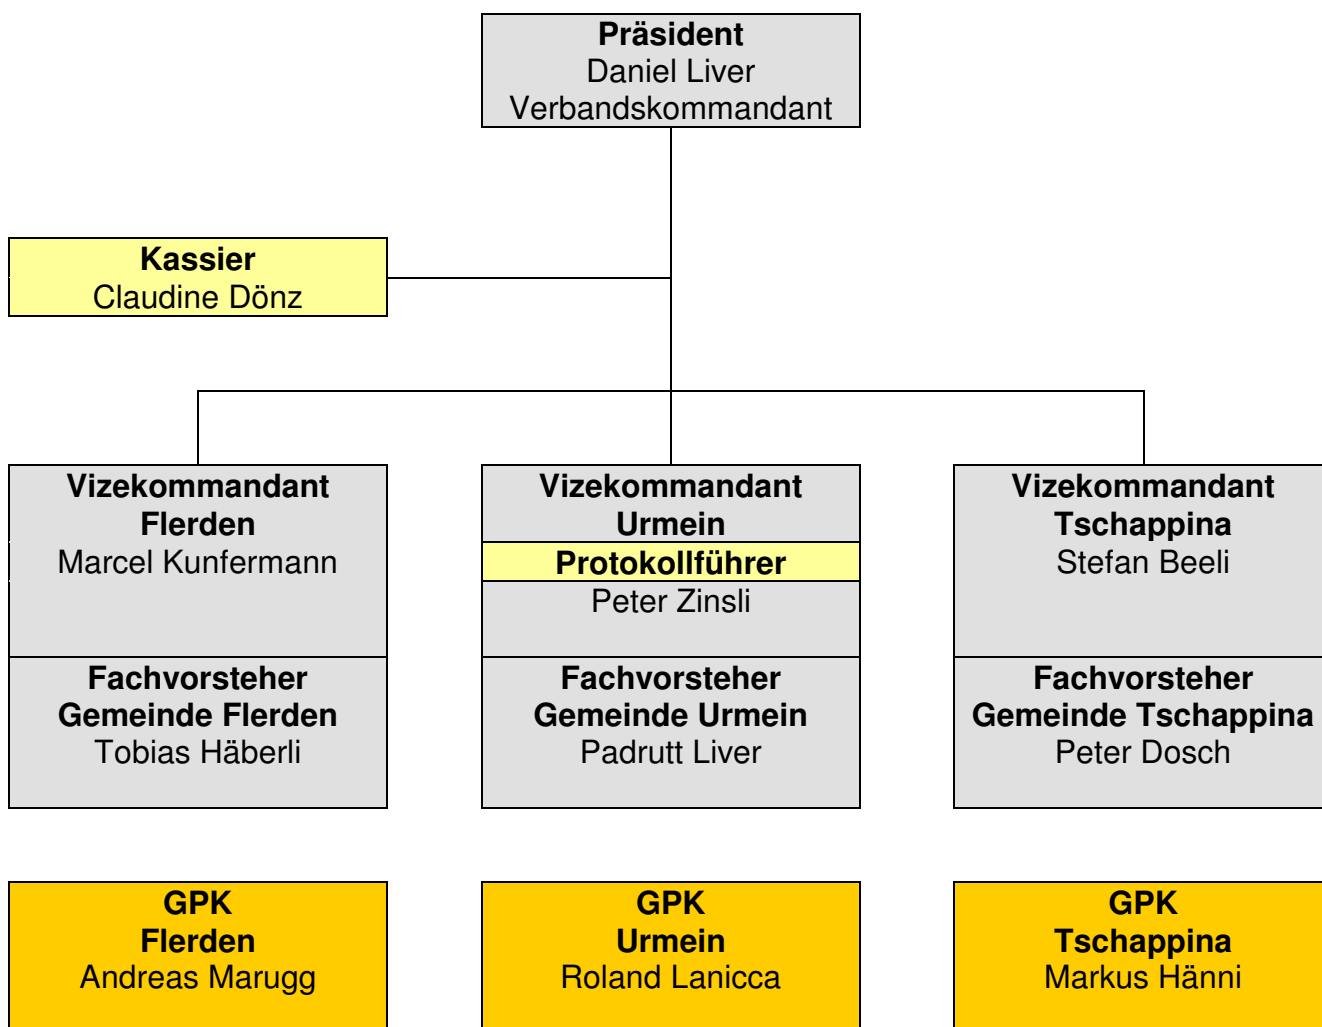 Präsident
Daniel Liver
Verbandskommandant
Kassier
Claudine Dönz
Vizekommandant
Flerden
Marcel Kunfermann
Fachvorsteher
Gemeinde Flerden
Tobias Häberli
Vizekommandant
Urmein
Protokollführer
Peter Zinsli
Fachvorsteher
Gemeinde Urmein
Padrutt Liver
Vizekommandant
Tschappina
Stefan Beeli
Fachvorsteher
Gemeinde Tschappina
Peter Dosch
GPK
Flerden
Andreas Marugg
GPK
Urmein
Roland Lanicca
GPK
Tschappina
Markus Hänni